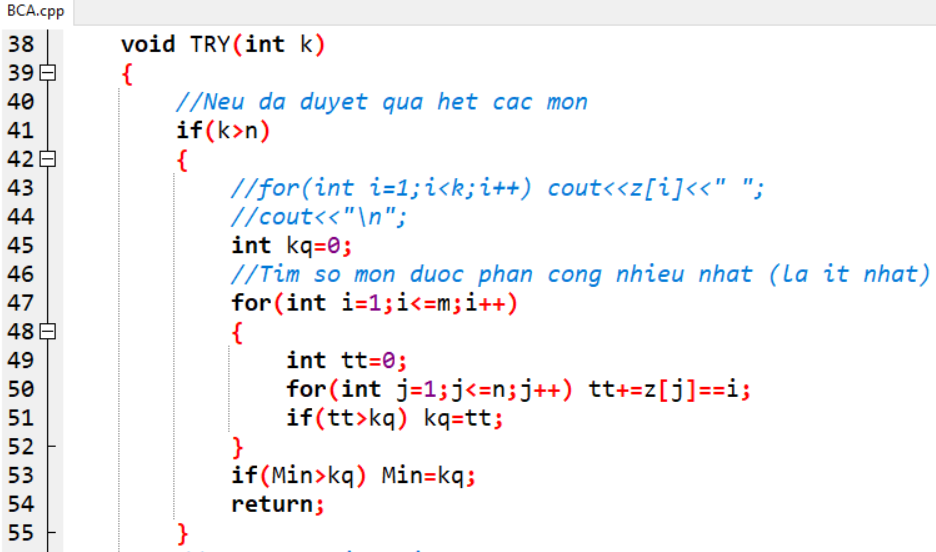 BCA.cpp
38 void TRY(int k)
39 {
40 //Neu da duyet qua het cac mon
41 if(k>n)
42 {
43 //for(int i=1;i<k;i++) cout<<z[i]<<" ";
44 //cout<<"\n";
45 int kq=0;
46 //Tim so mon duoc phan cong nhieu nhat (la it nhat)
47 for(int i=1;i<=m;i++)
48 {
49 int tt=0;
50 for(int j=1;j<=n;j++) tt+=z[j]==i;
51 if(tt>kq) kq=tt;
52 }
53 if(Min>kq) Min=kq;
54 return;
55 }